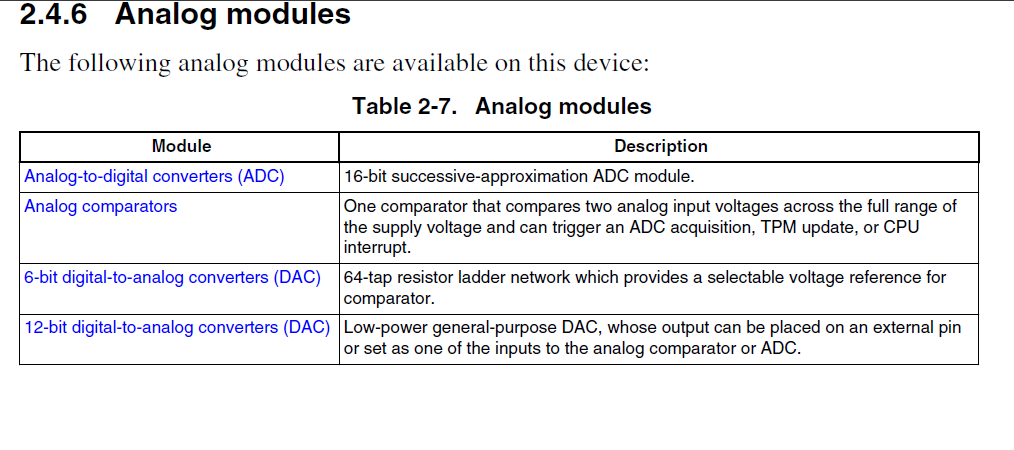 2.4.6 Analog modules
The following analog modules are available on this device:
Table 2-7. Analog modules
Module Description
Analog-to-digital converters (ADC) 16-bit successive-approximation ADC module.
Analog comparators One comparator that compares two analog input voltages across the full range of
the supply voltage and can trigger an ADC acquisition, TPM update, or CPU
interrupt.
6-bit digital-to-analog converters (DAC) 64-tap resistor ladder network which provides a selectable voltage reference for
comparator.
12-bit digital-to-analog converters (DAC) Low-power general-purpose DAC, whose output can be placed on an external pin
or set as one of the inputs to the analog comparator or ADC.